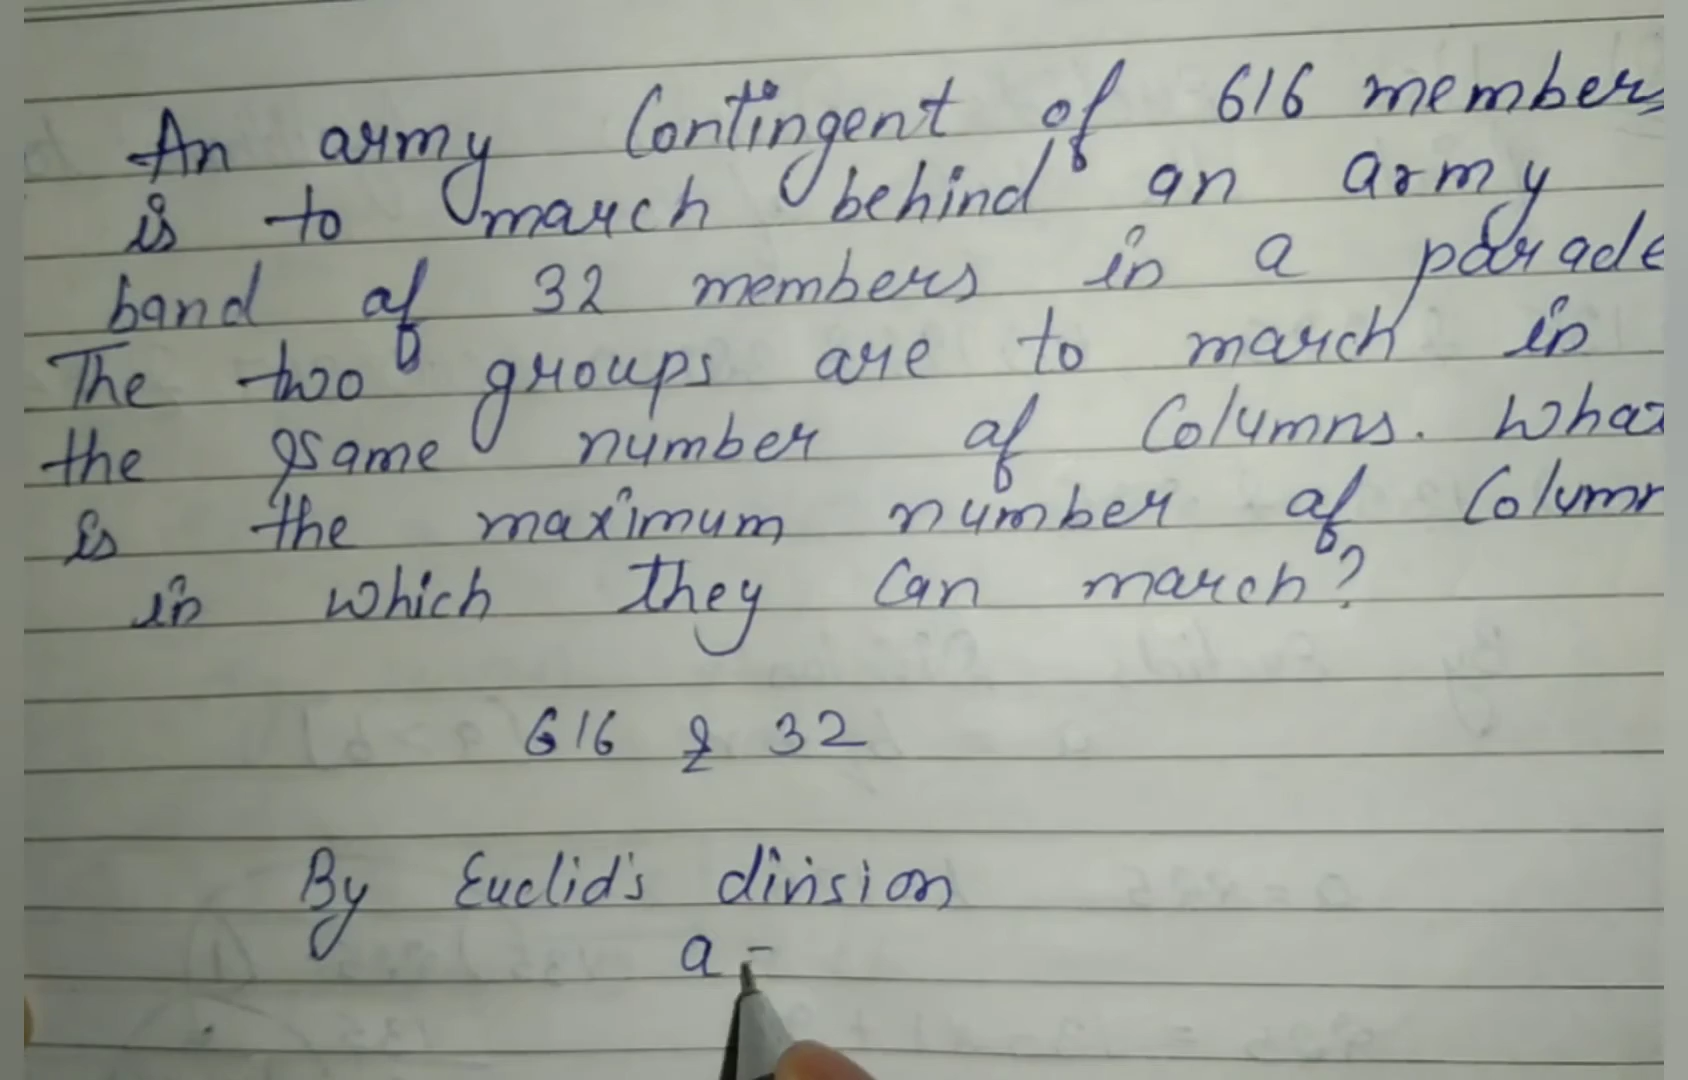 An army Contingent of 616 members
is to march behind an army
band of 32 members in a parade
The two groups are to march in
the same number of Columns. What
is the maximum number of Column
in which they can march?
616 & 32
By Euclid's division
a =